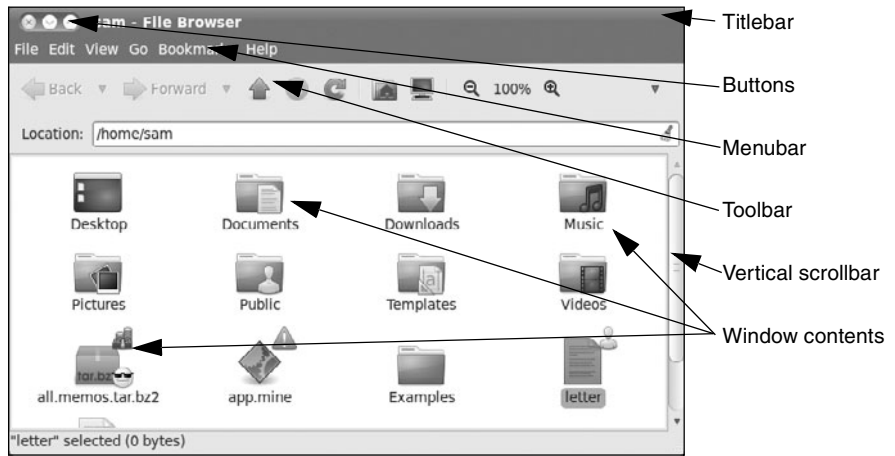 sam - File Browser
Titlebar
File Edit View Go Bookmarks Help
Back Forward 100%
Buttons
Location: /home/sam
Menubar
Desktop Documents Downloads Music
Toolbar
Pictures Public Templates Videos
Vertical scrollbar
Window contents
tar.bz
all.memos.tar.bz2 app.mine Examples letter
"letter" selected (0 bytes)